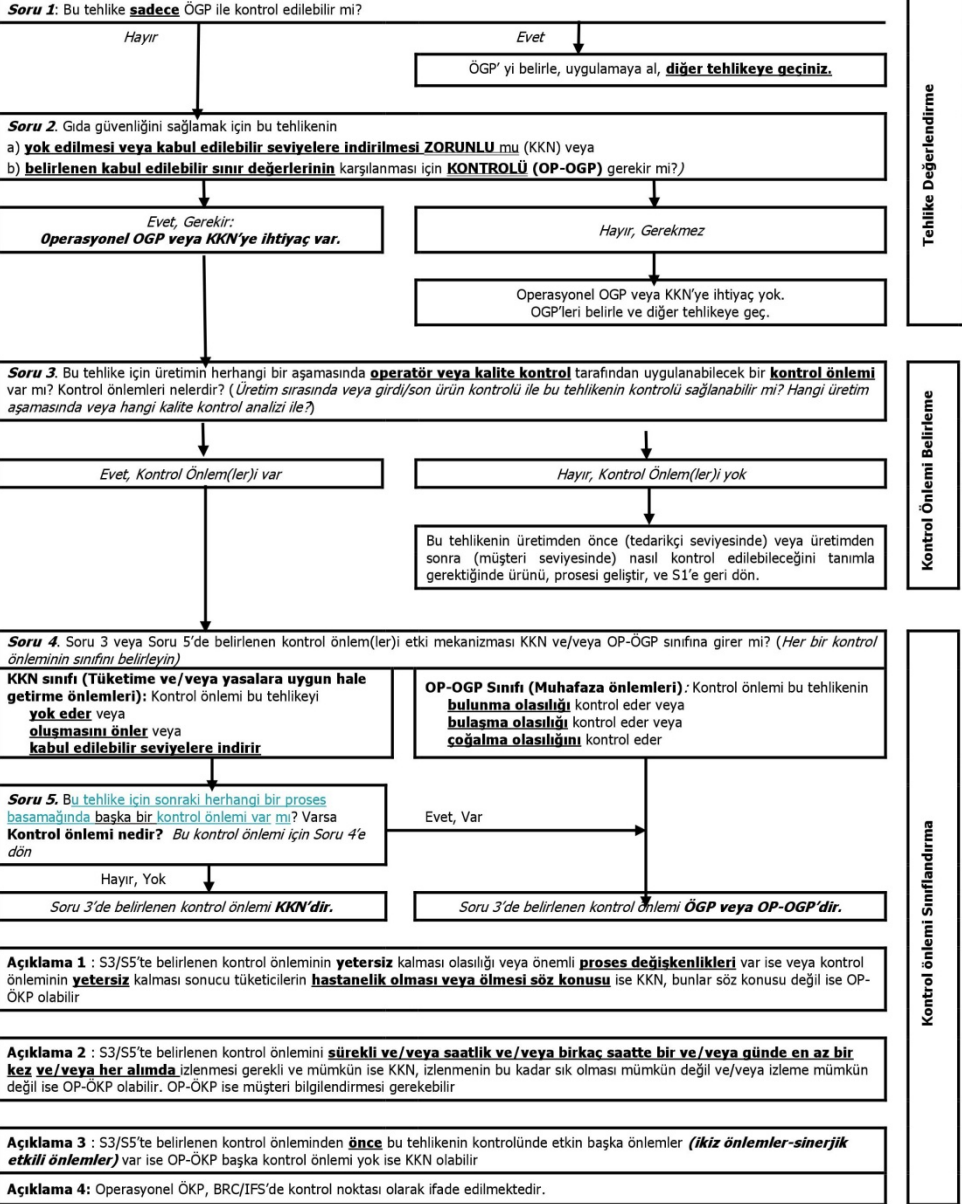 Soru 1: Bu tehlike sadece ÖGP ile kontrol edilebilir mi?
Hayır
Evet
ÖGP' yi belirle, uygulamaya al, diğer tehlikeye geçiniz.
Soru 2. Gıda güvenliğini sağlamak için bu tehlikenin
a) yok edilmesi veya kabul edilebilir seviyelere indirilmesi ZORUNLU mu (KKN) veya
b) belirlenen kabul edilebilir sınır değerlerinin karşılanması için KONTROLÜ (OP-OGP) gerekir mi?)
Evet, Gerekir:
Operasyonel OGP veya KKN'ye ihtiyaç var.
Hayır, Gerekmez
Operasyonel OGP veya KKN'ye ihtiyaç yok.
OGP'leri belirle ve diğer tehlikeye geç.
Tehlike Değerlendirme
Soru 3. Bu tehlike için üretimin herhangi bir aşamasında operatör veya kalite kontrol tarafından uygulanabilecek bir kontrol önlemi
var mı? Kontrol önlemleri nelerdir? (Üretim sırasında veya girdi/son ürün kontrolü ile bu tehlikenin kontrolü sağlanabilir mi? Hangi üretim
aşamasında veya hangi kalite kontrol analizi ile?)
Evet, Kontrol Önlem(ler)i var
Hayır, Kontrol Önlem(ler)i yok
Bu tehlikenin üretimden önce (tedarikçi seviyesinde) veya üretimden
sonra (müşteri seviyesinde) nasıl kontrol edilebileceğini tanımla
gerektiğinde ürünü, prosesi geliştir, ve S1'e geri dön.
Kontrol Önlemi Belirleme
Soru 4. Soru 3 veya Soru 5'de belirlenen kontrol önlem(ler)i etki mekanizması KKN ve/veya OP-ÖGP sınıfına girer mi? (Her bir kontrol
önleminin sınıfını belirleyin)
KKN sınıfı (Tüketime ve/veya yasalara uygun hale
getirme önlemleri): Kontrol önlemi bu tehlikeyi
yok eder veya
oluşmasını önler veya
kabul edilebilir seviyelere indirir
OP-OGP Sınıfı (Muhafaza önlemleri): Kontrol önlemi bu tehlikenin
bulunma olasılığı kontrol eder veya
bulaşma olasılığı kontrol eder veya
çoğalma olasılığını kontrol eder
Soru 5. Bu tehlike için sonraki herhangi bir proses
basamağında başka bir kontrol önlemi var mı? Varsa
Kontrol önlemi nedir? Bu kontrol önlemi için Soru 4'e
dön
Evet, Var
Hayır, Yok
Soru 3'de belirlenen kontrol önlemi KKN'dir.
Soru 3'de belirlenen kontrol önlemi ÖGP veya OP-OGP'dir.
Açıklama 1 : S3/S5'te belirlenen kontrol önleminin yetersiz kalması olasılığı veya önemli proses değişkenlikleri var ise veya kontrol
önleminin yetersiz kalması sonucu tüketicilerin hastanelik olması veya ölmesi söz konusu ise KKN, bunlar söz konusu değil ise OP-
ÖKP olabilir
Açıklama 2 : S3/S5'te belirlenen kontrol önlemini sürekli ve/veya saatlik ve/veya birkaç saatte bir ve/veya günde en az bir
kez ve/veya her alımda izlenmesi gerekli ve mümkün ise KKN, izlenmenin bu kadar sık olması mümkün değil ve/veya izleme mümkün
değil ise OP-ÖKP olabilir. OP-ÖKP ise müşteri bilgilendirmesi gerekebilir
Açıklama 3 : S3/S5'te belirlenen kontrol önleminden önce bu tehlikenin kontrolünde etkin başka önlemler (ikiz önlemler-sinerjik
etkili önlemler) var ise OP-ÖKP başka kontrol önlemi yok ise KKN olabilir
Açıklama 4: Operasyonel ÖKP, BRC/IFS'de kontrol noktası olarak ifade edilmektedir.
Kontrol önlemi Sınıflandırma